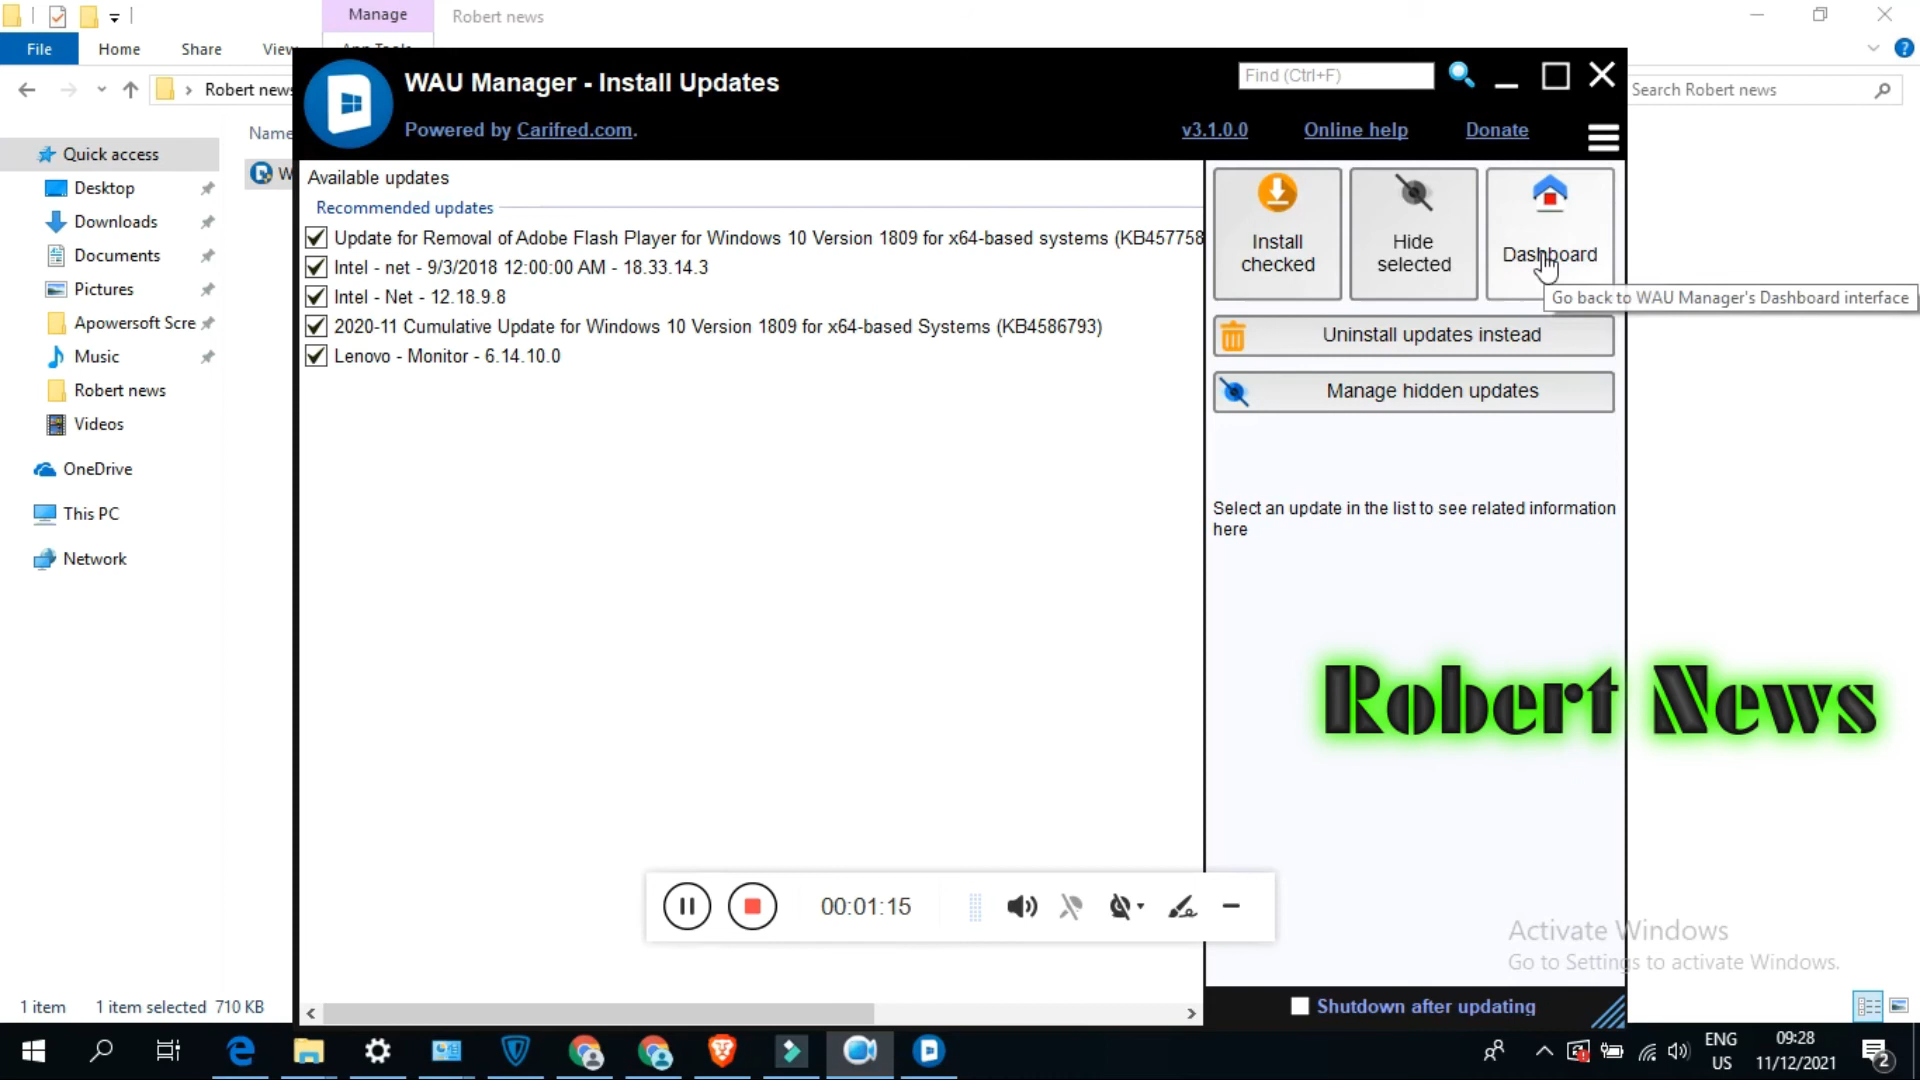 Manage
Robert news
File
Home
Share
View
Robert news
Search Robert news
Name
Quick access
Desktop
Downloads
Documents
Pictures
Apowersoft Scre
Music
Robert news
Videos
OneDrive
This PC
Network
WAU Manager - Install Updates
Powered by Carifred.com.
Find (Ctrl+F)
v3.1.0.0
Online help
Donate
Available updates
Recommended updates
Update for Removal of Adobe Flash Player for Windows 10 Version 1809 for x64-based systems (KB457758
Intel - net - 9/3/2018 12:00:00 AM - 18.33.14.3
Intel - Net - 12.18.9.8
2020-11 Cumulative Update for Windows 10 Version 1809 for x64-based Systems (KB4586793)
Lenovo - Monitor - 6.14.10.0
Install checked
Hide selected
Dashboard
Go back to WAU Manager's Dashboard interface
Uninstall updates instead
Manage hidden updates
Select an update in the list to see related information
here
Robert News
00:01:15
Activate Windows
Go to Settings to activate Windows.
Shutdown after updating
1 item
1 item selected 710 KB
ENG
US
09:28
11/12/2021
2